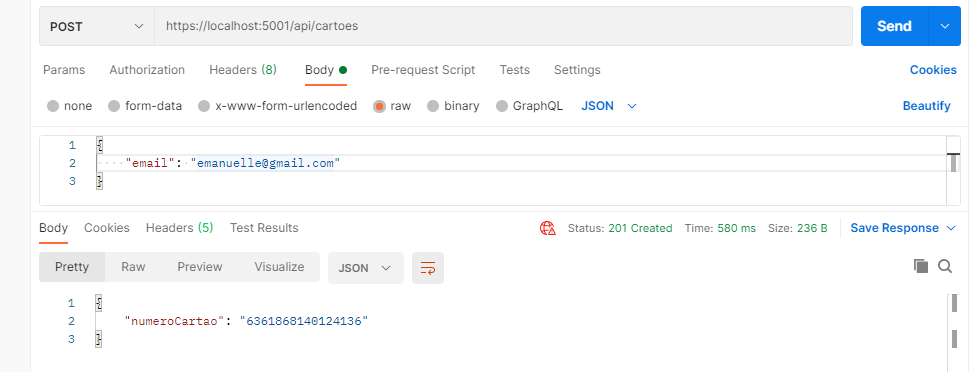 POST https://localhost:5001/api/cartoes Send
Params Authorization Headers (8) Body Pre-request Script Tests Settings Cookies
none form-data x-www-form-urlencoded raw binary GraphQL JSON Beautify
1 {
2 "email": "emanuelle@gmail.com"
3 }
Body Cookies Headers (5) Test Results Status: 201 Created Time: 580 ms Size: 236 B Save Response
Pretty Raw Preview Visualize JSON
1 {
2 "numeroCartao": "6361868140124136"
3 }